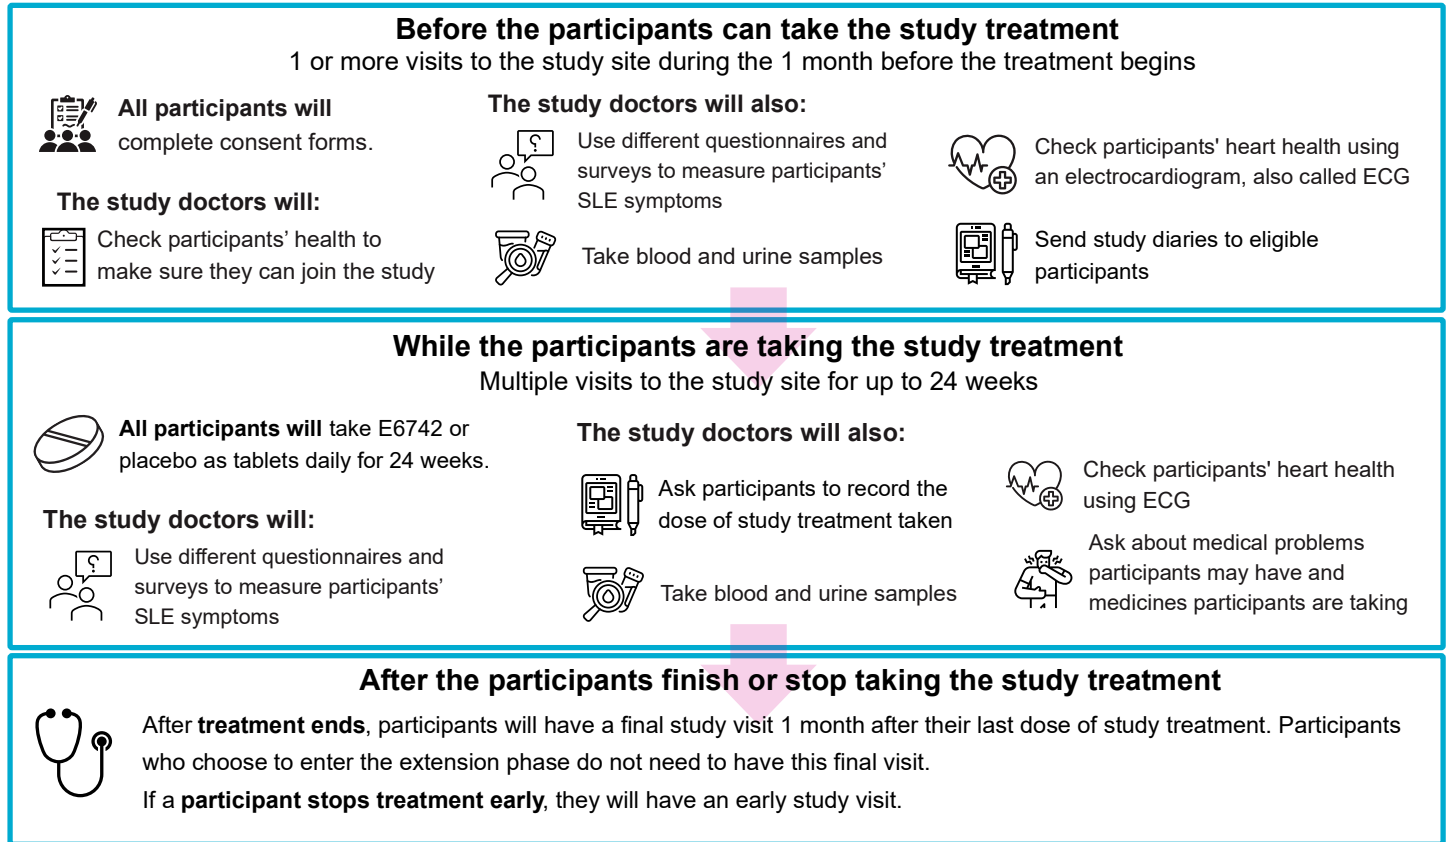 Before the participants can take the study treatment
1 or more visits to the study site during the 1 month before the treatment begins
All participants will
complete consent forms.
The study doctors will:
Check participants' health to
make sure they can join the study
The study doctors will also:
Use different questionnaires and
surveys to measure participants'
SLE symptoms
Take blood and urine samples
Check participants' heart health using
an electrocardiogram, also called ECG
Send study diaries to eligible
participants
While the participants are taking the study treatment
Multiple visits to the study site for up to 24 weeks
All participants will take E6742 or
placebo as tablets daily for 24 weeks.
The study doctors will:
Use different questionnaires and
surveys to measure participants'
SLE symptoms
The study doctors will also:
Ask participants to record the
dose of study treatment taken
Take blood and urine samples
Check participants' heart health
using ECG
Ask about medical problems
participants may have and
medicines participants are taking
After the participants finish or stop taking the study treatment
After treatment ends, participants will have a final study visit 1 month after their last dose of study treatment. Participants
who choose to enter the extension phase do not need to have this final visit.
If a participant stops treatment early, they will have an early study visit.